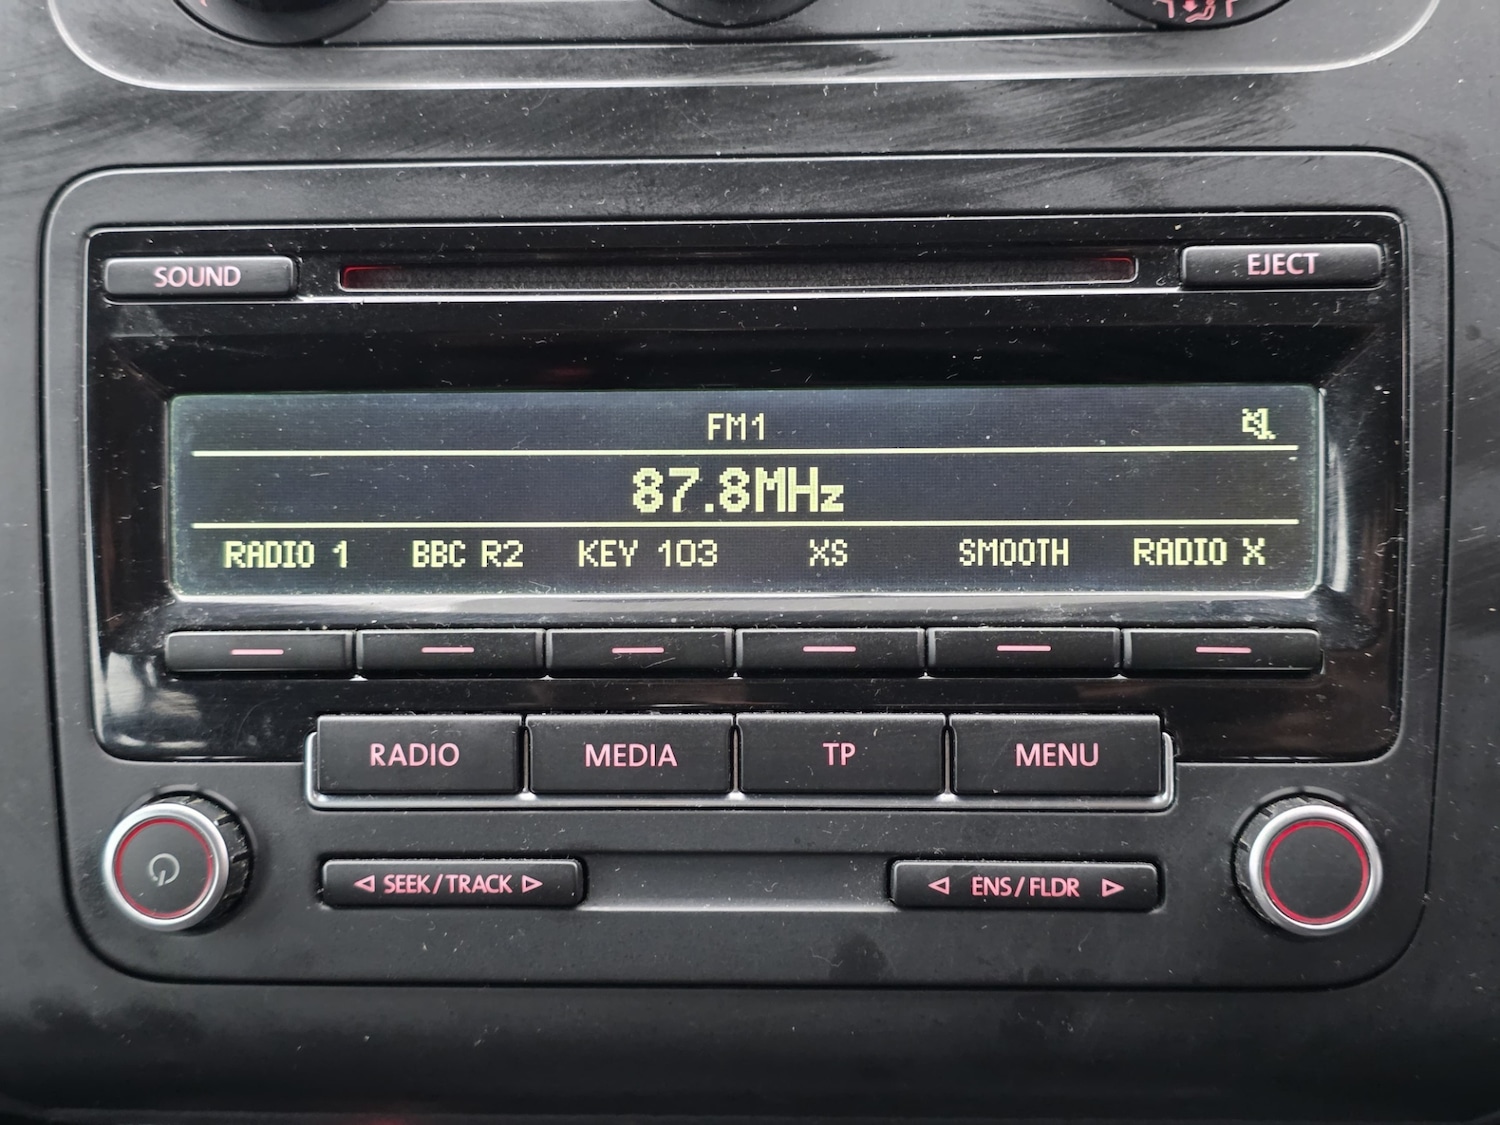 SOUND
EJECT
FM1
87.8MHz
RADIO 1 BBC R2 KEY 103 XS SMOOTH RADIO X
RADIO MEDIA TP MENU
SEEK/TRACK ENS/FLDR